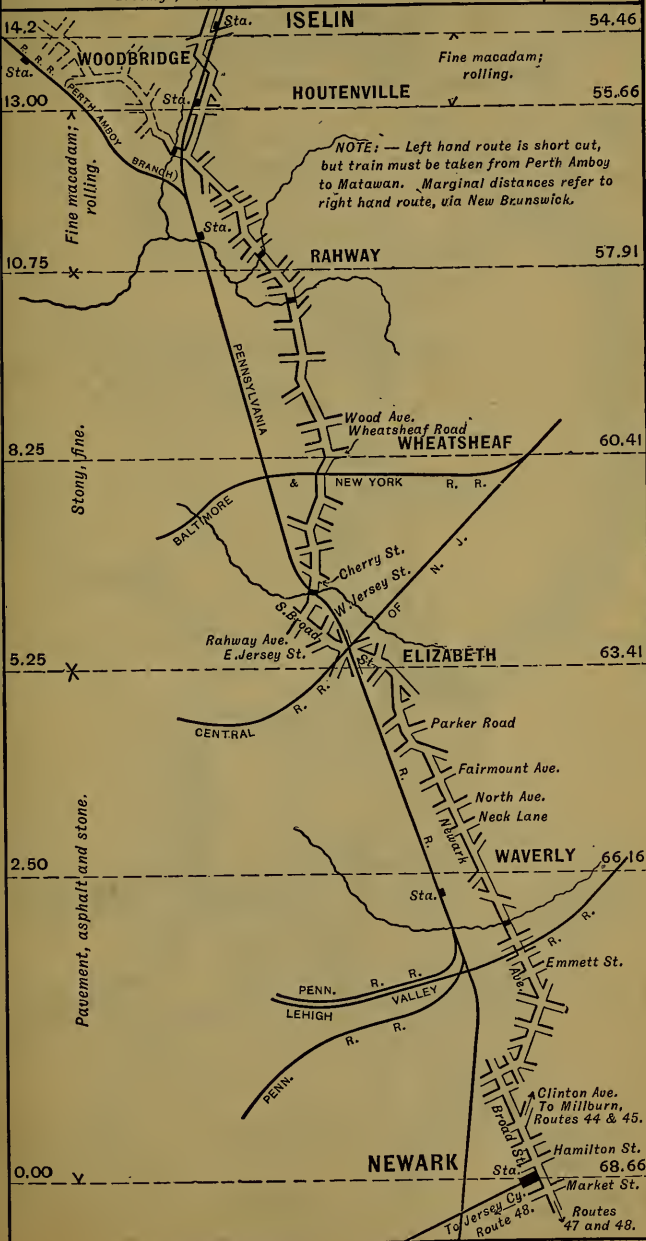 14.2
Sta.
ISELIN
54.46
P. R. R. (PERTH AMBOY BRANCH)
WOODBRIDGE
Sta.
Fine macadam;
rolling.
Sta.
13.00
HOUTENVILLE
55.66
Fine macadam;
rolling.
NOTE: — Left hand route is short cut,
but train must be taken from Perth Amboy
to Matawan. Marginal distances refer to
right hand route, via New Brunswick.
Sta.
10.75
RAHWAY
57.91
PENNSYLVANIA
Stony, fine.
Wood Ave.
Wheatsheaf Road
8.25
WHEATSHEAF
60.41
BALTIMORE & NEW YORK R. R.
Cherry St.
W. Jersey St.
S. Broad St.
Rahway Ave.
E. Jersey St.
5.25
ELIZABETH
63.41
CENTRAL R. R. OF N. J.
Parker Road
R. R.
Fairmount Ave.
North Ave.
Neck Lane
Newark Ave.
Pavement, asphalt and stone.
2.50
WAVERLY
66.16
Sta.
Emmett St.
PENN. R. R.
LEHIGH VALLEY R. R.
PENN. R. R.
Clinton Ave.
To Millburn,
Routes 44 & 45.
Broad St.
Hamilton St.
0.00
NEWARK
Sta.
68.66
Market St.
To Jersey Cy.
Route 48.
Routes
47 and 48.